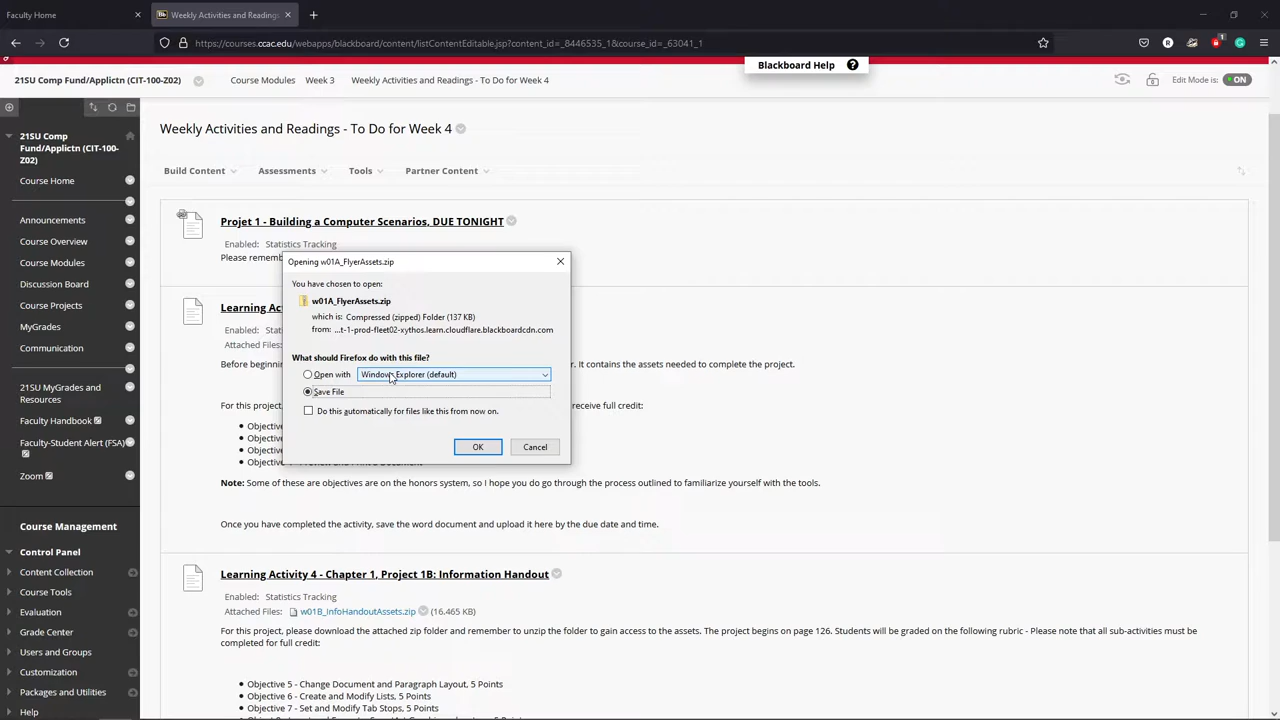 Faculty Home
Weekly Activities and Readings
https://courses.ccac.edu/webapps/blackboard/content/listContentEditable.jsp?content_id=_8446535_1&course_id=_63041_1
21SU Comp Fund/Applictn (CIT-100-Z02)
Course Modules
Week 3
Weekly Activities and Readings - To Do for Week 4
Blackboard Help
Edit Mode is:
ON
21SU Comp
Fund/Applictn (CIT-100-
Z02)
Course Home
Announcements
Course Overview
Course Modules
Discussion Board
Course Projects
MyGrades
Communication
21SU MyGrades and
Resources
Faculty Handbook
Faculty-Student Alert (FSA)
Zoom
Course Management
Control Panel
Content Collection
Course Tools
Evaluation
Grade Center
Users and Groups
Customization
Packages and Utilities
Help
Weekly Activities and Readings - To Do for Week 4
Build Content
Assessments
Tools
Partner Content
Projet 1 - Building a Computer Scenarios, DUE TONIGHT
Enabled: Statistics Tracking
Please rememb
Learning Ac
Enabled: Stati
Attached Files:
Before beginnin
. It contains the assets needed to complete the project.
For this project,
receive full credit:
Objective
Objective
Objective
Objective
Note: Some of these are objectives are on the honors system, so I hope you do go through the process outlined to familiarize yourself with the tools.
Once you have completed the activity, save the word document and upload it here by the due date and time.
Opening w01A_FlyerAssets.zip
You have chosen to open:
w01A_FlyerAssets.zip
which is: Compressed (zipped) Folder (137 KB)
from: ...t-1-prod-fleet02-xythos.learn.cloudflare.blackboardcdn.com
What should Firefox do with this file?
Open with
Windows Explorer (default)
Save File
Do this automatically for files like this from now on.
OK
Cancel
Learning Activity 4 - Chapter 1, Project 1B: Information Handout
Enabled: Statistics Tracking
Attached Files: w01B_InfoHandoutAssets.zip (16.465 KB)
For this project, please download the attached zip folder and remember to unzip the folder to gain access to the assets. The project begins on page 126. Students will be graded on the following rubric - Please note that all sub-activities must be
completed for full credit:
Objective 5 - Change Document and Paragraph Layout, 5 Points
Objective 6 - Create and Modify Lists, 5 Points
Objective 7 - Set and Modify Tab Stops, 5 Points